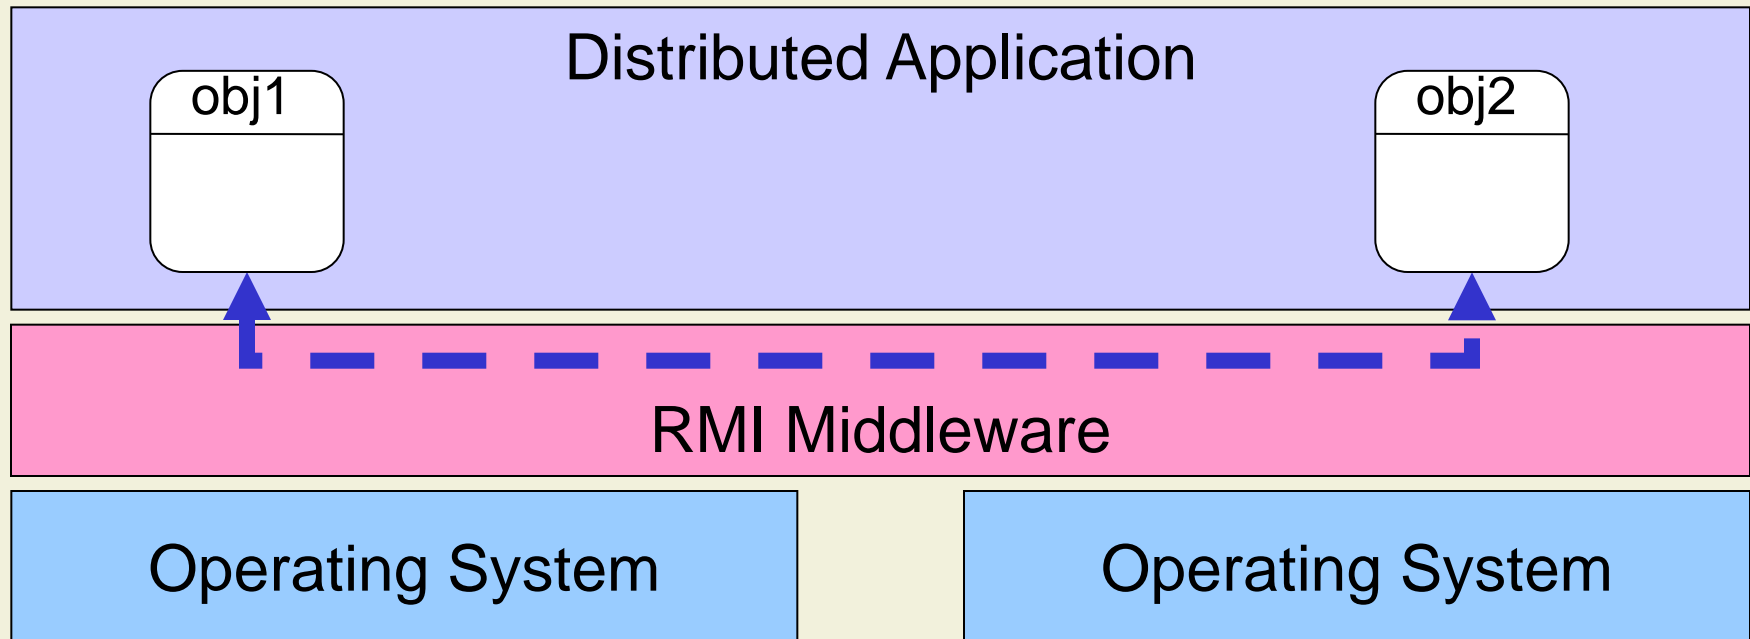 Distributed Application
obj1
obj2
RMI Middleware
Operating System
Operating System